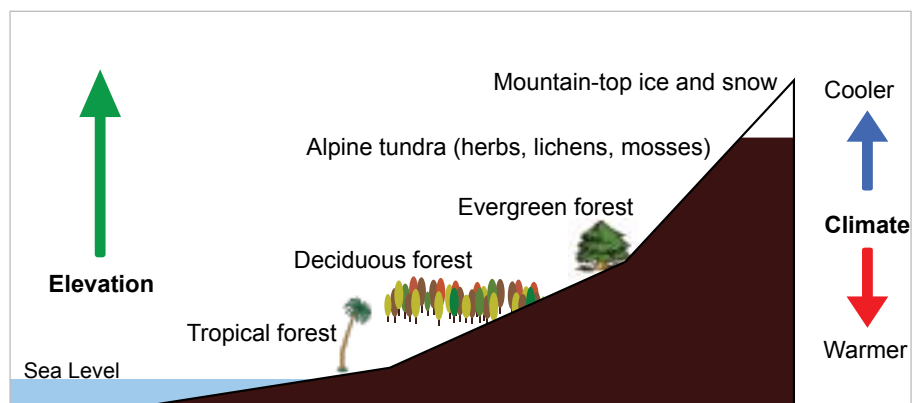 Mountain-top ice and snow
Cooler
Alpine tundra (herbs, lichens, mosses)
Evergreen forest
Climate
Deciduous forest
Elevation
Tropical forest
Warmer
Sea Level